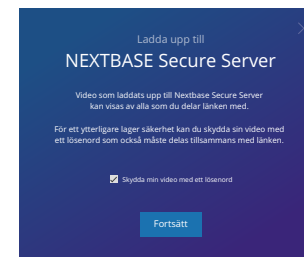 Ladda upp till
NEXTBASE Secure Server
Video som laddats upp till Nextbase Secure Server
kan visas av alla som du delar länken med.
För ett ytterligare lager säkerhet kan du skydda sin video med
ett lösenord som också måste delas tillsammans med länken.
Skydda min video med ett lösenord
Fortsätt